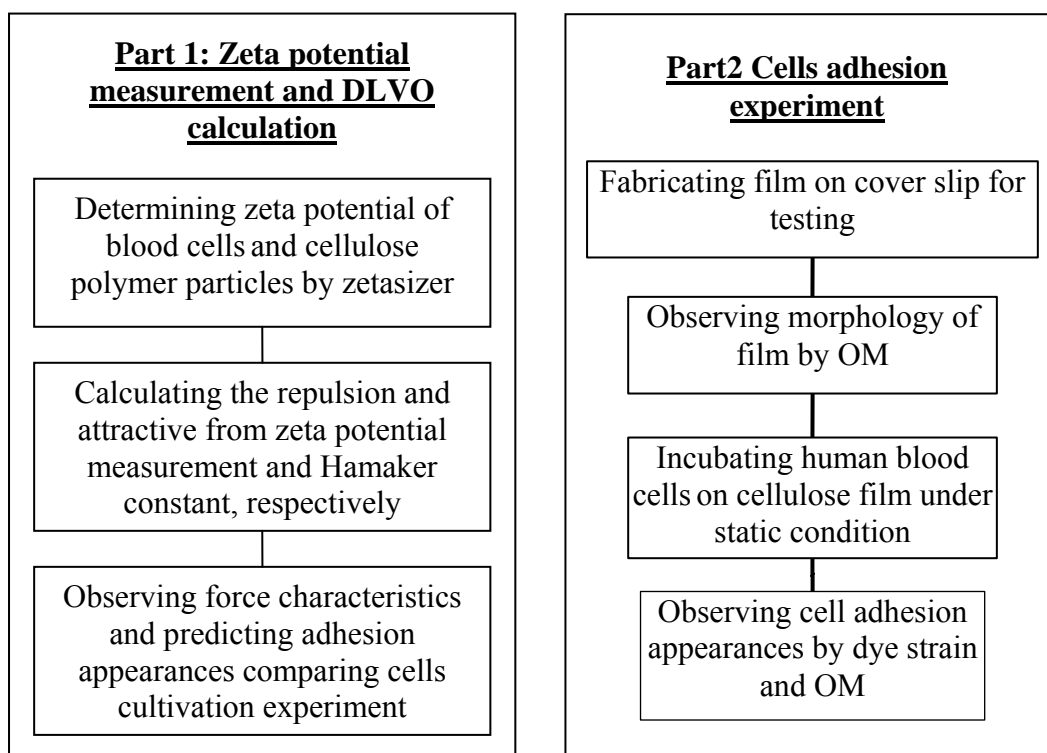 Part 1: Zeta potential
measurement and DLVO
calculation
Determining zeta potential of
blood cells and cellulose
polymer particles by zetasizer
Calculating the repulsion and
attractive from zeta potential
measurement and Hamaker
constant, respectively
Observing force characteristics
and predicting adhesion
appearances comparing cells
cultivation experiment
Part2 Cells adhesion
experiment
Fabricating film on cover slip for
testing
Observing morphology of
film by OM
Incubating human blood
cells on cellulose film under
static condition
Observing cell adhesion
appearances by dye strain
and OM